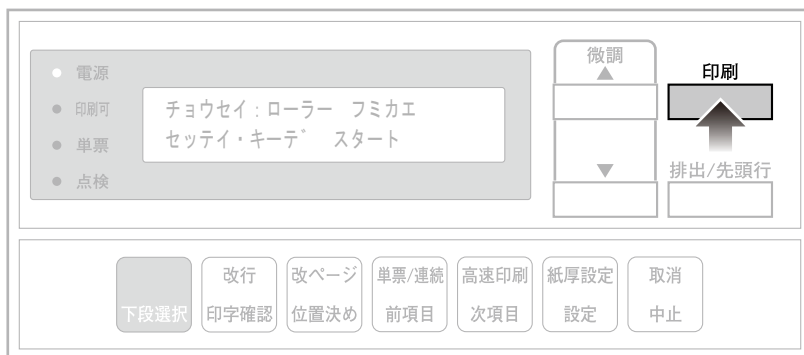 微調
▲
印刷
電源
印刷可
単票
点検
チョウセイ：ローラー フミカエ
セッテイ・キーデ゛ スタート
▼
排出/先頭行
改行
改ページ
単票/連続
高速印刷
紙厚設定
取消
下段選択
印字確認
位置決め
前項目
次項目
設定
中止